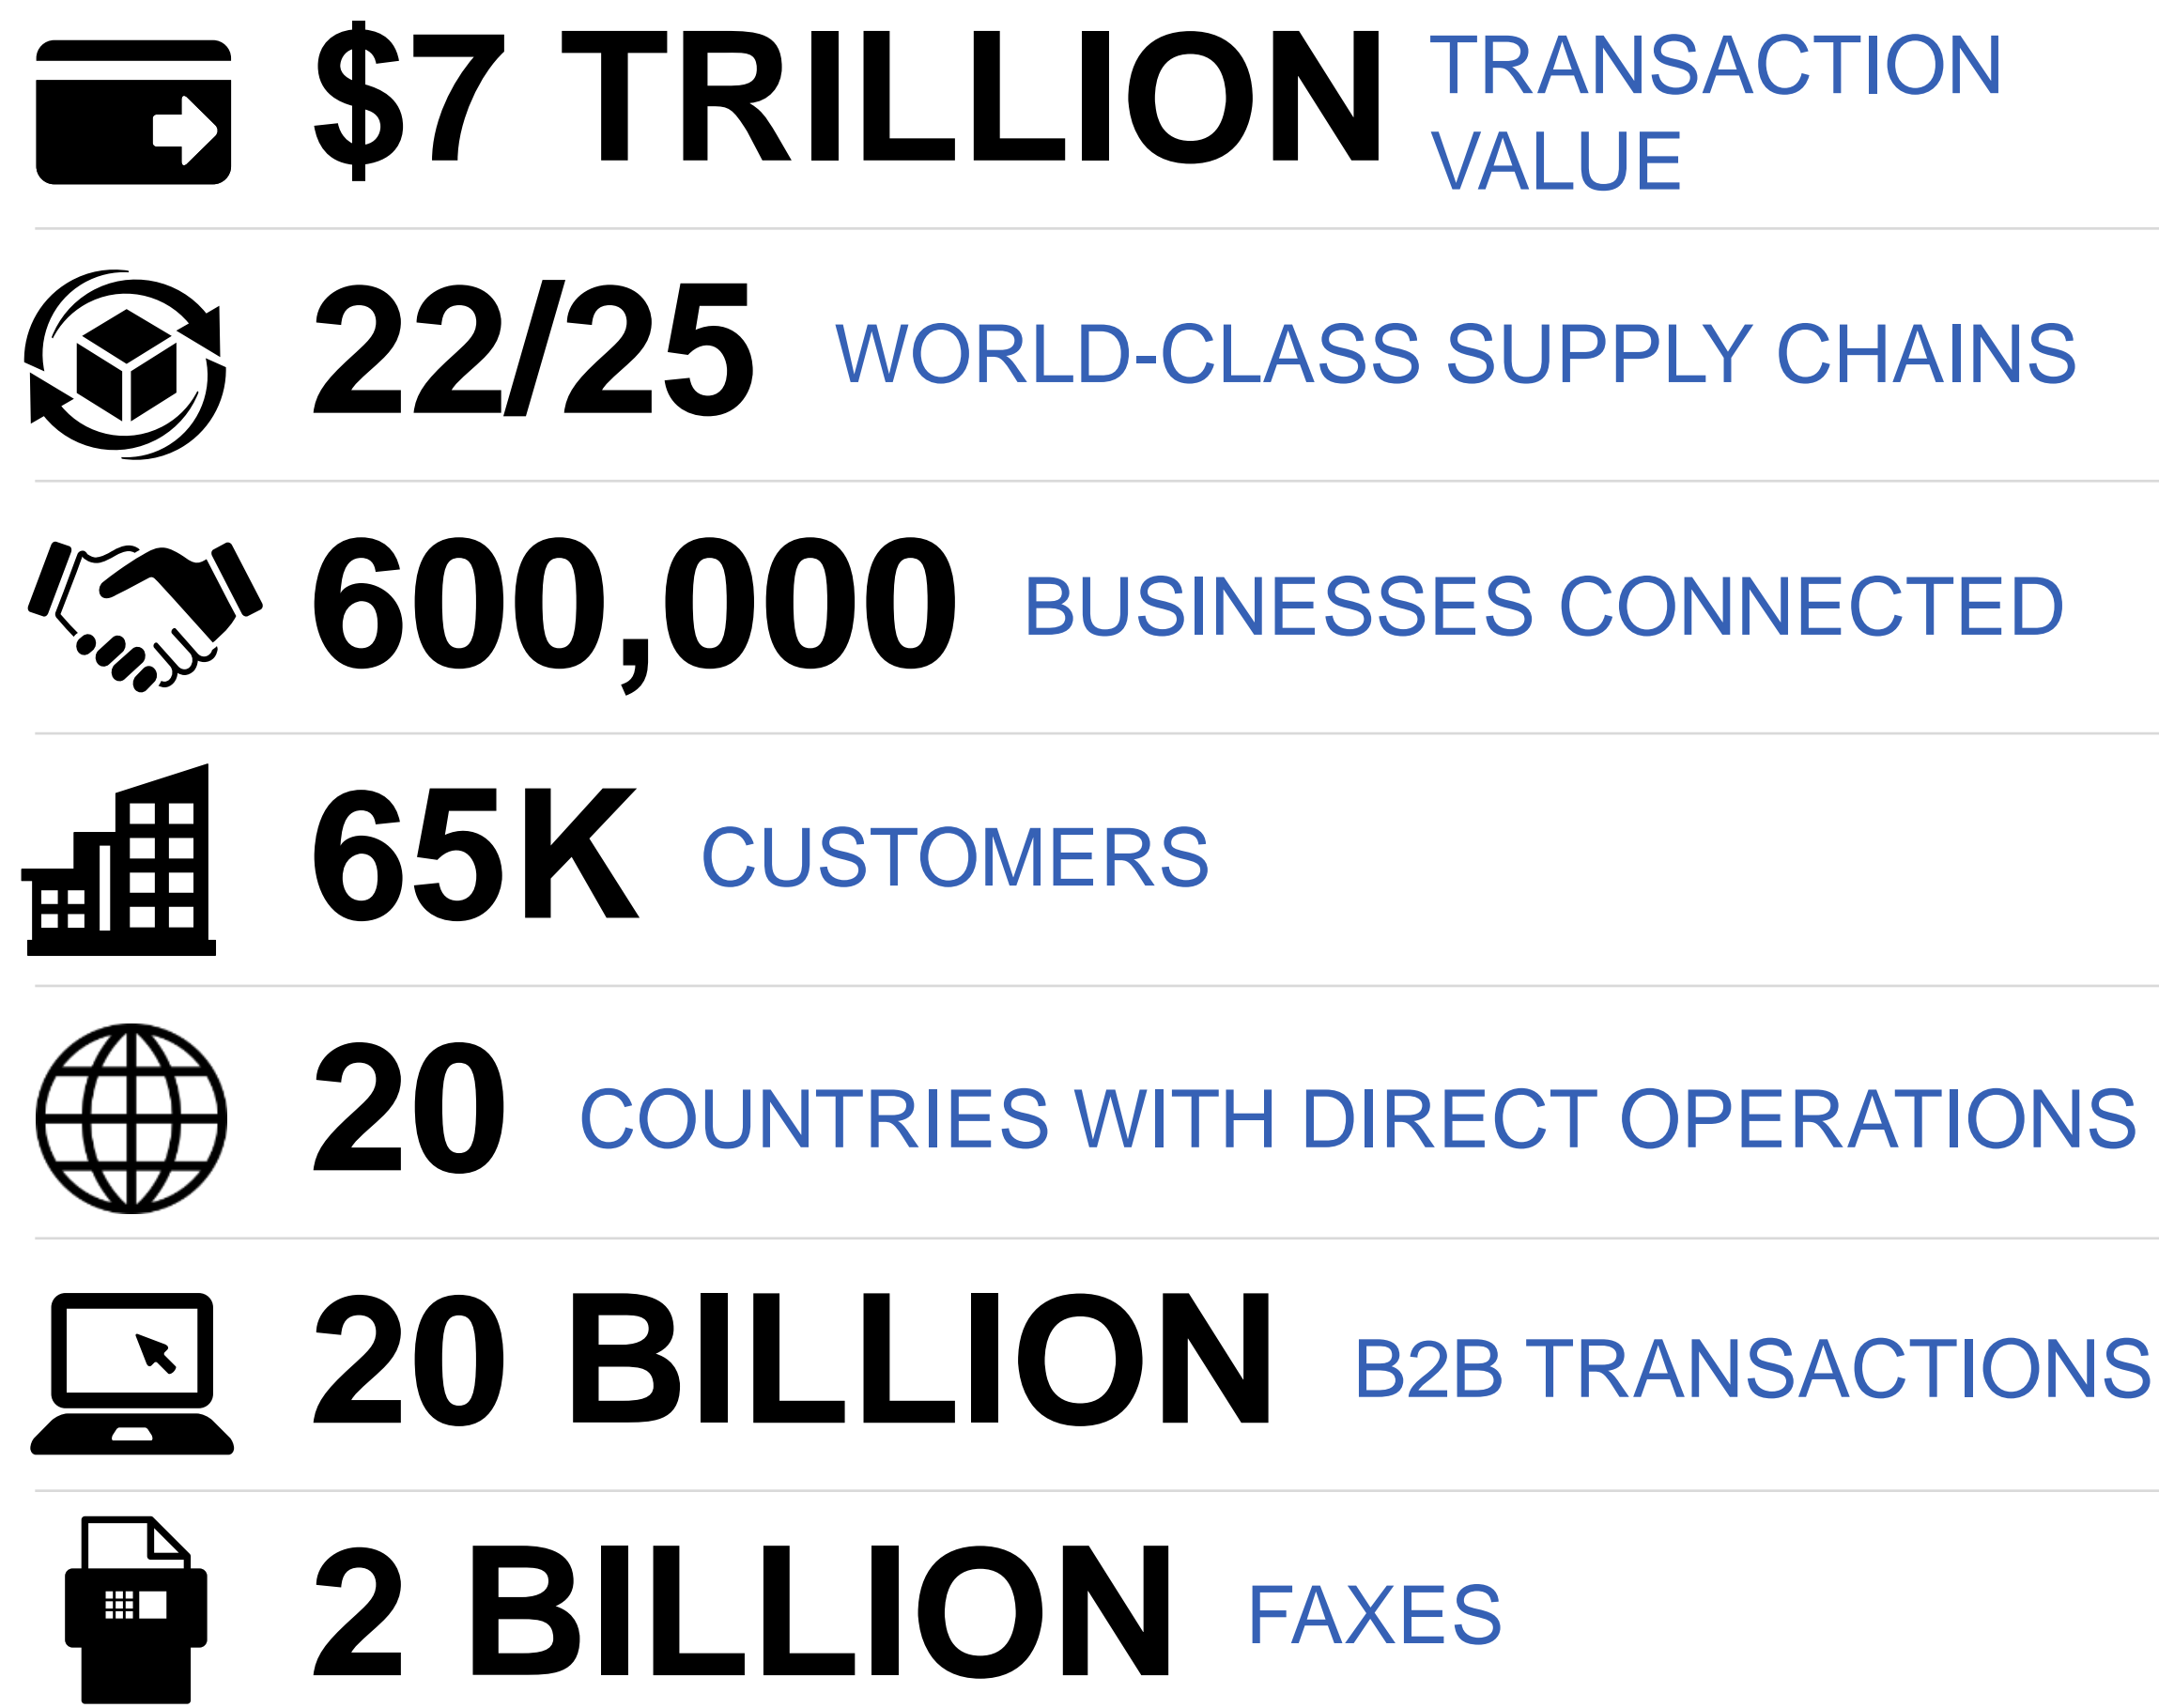 $7 TRILLION TRANSACTION
VALUE
22/25 WORLD-CLASS SUPPLY CHAINS
600,000 BUSINESSES CONNECTED
65K CUSTOMERS
20 COUNTRIES WITH DIRECT OPERATIONS
20 BILLION B2B TRANSACTIONS
2 BILLION FAXES